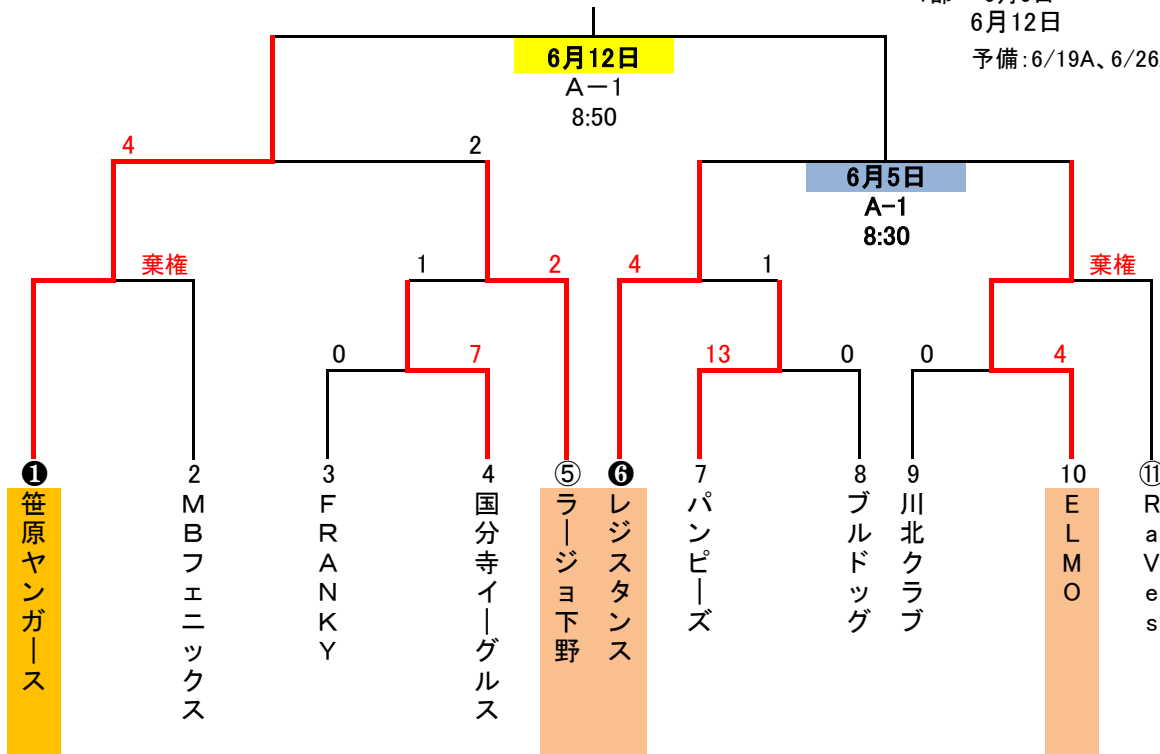 6月12日
予備:6/19A、6/26
6月12日
A-1
8:50
4
2
6月5日
A-1
8:30
棄権
1
2
4
1
棄権
0
7
13
0
0
4
❶
2
3
4
⑤
❻
7
8
9
10
⑪
笹原ヤンガース
MBフェニックス
FRANKY
国分寺イーグルス
ラージョ下野
レジスタンス
パンピーズ
ブルドッグ
川北クラブ
ELMO
RaVes